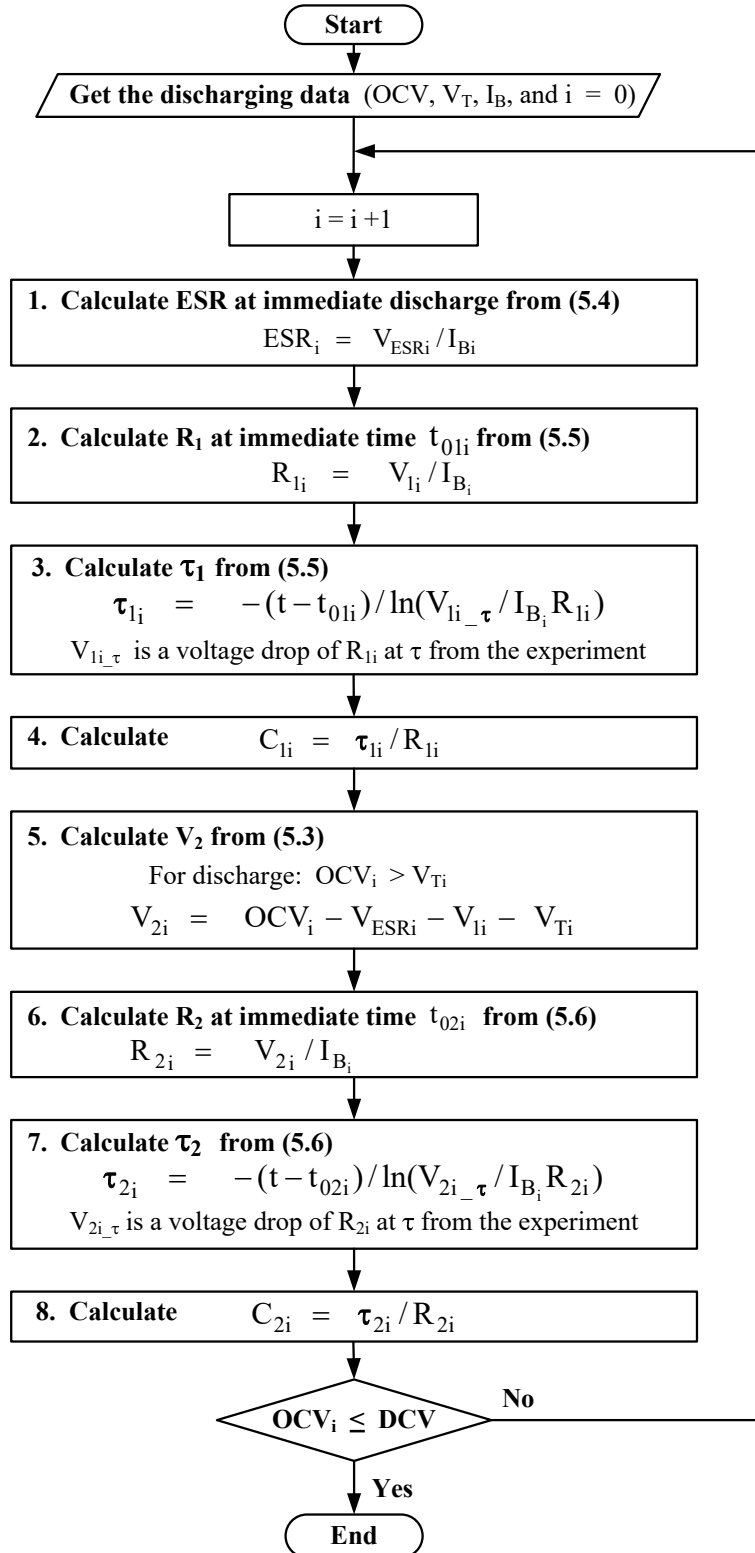 Start
Get the discharging data (OCV, V_T, I_B, and i = 0)
i = i +1
1. Calculate ESR at immediate discharge from (5.4)
ESR_i = V_ESRi / I_Bi
2. Calculate R_1 at immediate time t_01i from (5.5)
R_1i = V_1i / I_B_i
3. Calculate τ_1 from (5.5)
τ_1i = −(t − t_01i) / ln(V_1i_τ / I_B_i R_1i)
V_1i_τ is a voltage drop of R_1i at τ from the experiment
4. Calculate C_1i = τ_1i / R_1i
5. Calculate V_2 from (5.3)
For discharge: OCV_i > V_Ti
V_2i = OCV_i − V_ESRi − V_1i − V_Ti
6. Calculate R_2 at immediate time t_02i from (5.6)
R_2i = V_2i / I_B_i
7. Calculate τ_2 from (5.6)
τ_2i = −(t − t_02i) / ln(V_2i_τ / I_B_i R_2i)
V_2i_τ is a voltage drop of R_2i at τ from the experiment
8. Calculate C_2i = τ_2i / R_2i
OCV_i ≤ DCV
No
Yes
End